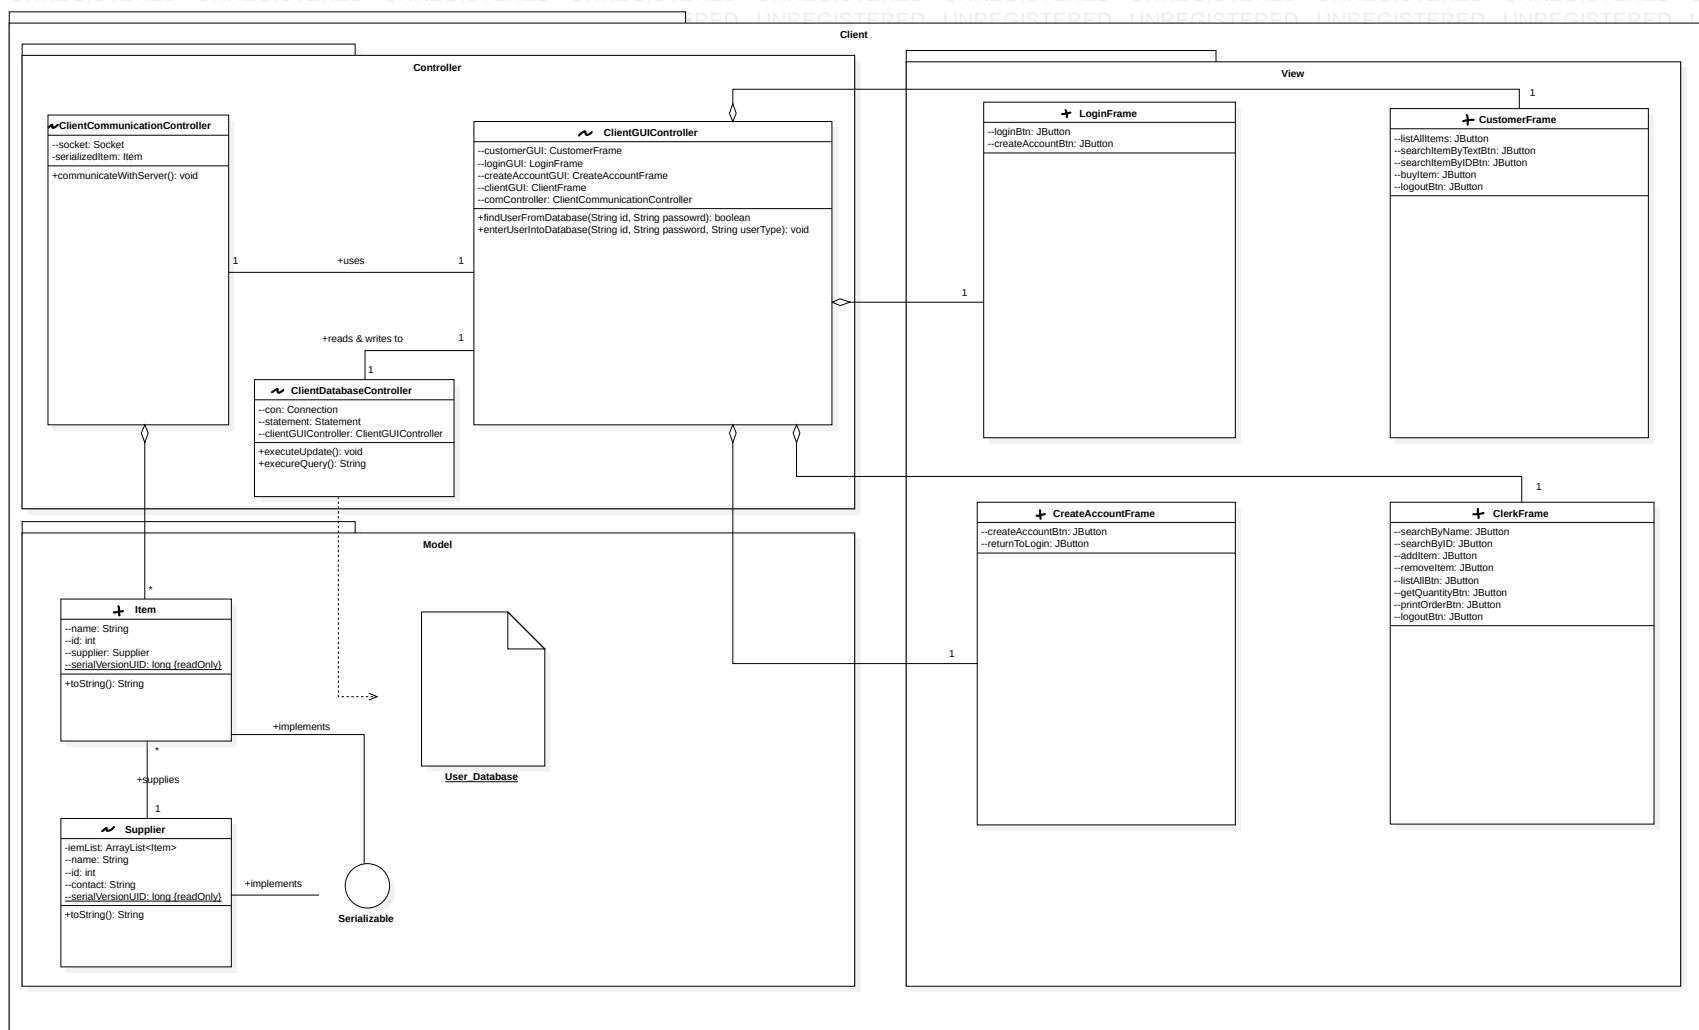 RED UNREGISTERED UNREGISTERED UNREGISTERED UNREGISTERED UNREGISTERED
Client
Controller
ClientCommunicationController
--socket: Socket
-serializedItem: Item
+communicateWithServer(): void
ClientGUIController
--customerGUI: CustomerFrame
--loginGUI: LoginFrame
--createAccountGUI: CreateAccountFrame
--clientGUI: ClientFrame
--comController: ClientCommunicationController
+findUserFromDatabase(String id, String passowrd): boolean
+enterUserIntoDatabase(String id, String password, String userType): void
1
+uses
1
+reads & writes to
1
1
ClientDatabaseController
--con: Connection
--statement: Statement
--clientGUIController: ClientGUIController
+executeUpdate(): void
+execureQuery(): String
View
LoginFrame
--loginBtn: JButton
--createAccountBtn: JButton
1
1
CustomerFrame
--listAllItems: JButton
--searchItemByTextBtn: JButton
--searchItemByIDBtn: JButton
--buyItem: JButton
--logoutBtn: JButton
CreateAccountFrame
--createAccountBtn: JButton
--returnToLogin: JButton
1
1
ClerkFrame
--searchByName: JButton
--searchByID: JButton
--addItem: JButton
--removeItem: JButton
--listAllBtn: JButton
--getQuantityBtn: JButton
--printOrderBtn: JButton
--logoutBtn: JButton
Model
*
Item
--name: String
--id: int
--supplier: Supplier
--serialVersionUID: long {readOnly}
+toString(): String
+implements
*
+supplies
1
Supplier
-iemList: ArrayList<Item>
--name: String
--id: int
--contact: String
--serialVersionUID: long {readOnly}
+toString(): String
+implements
Serializable
User_Database